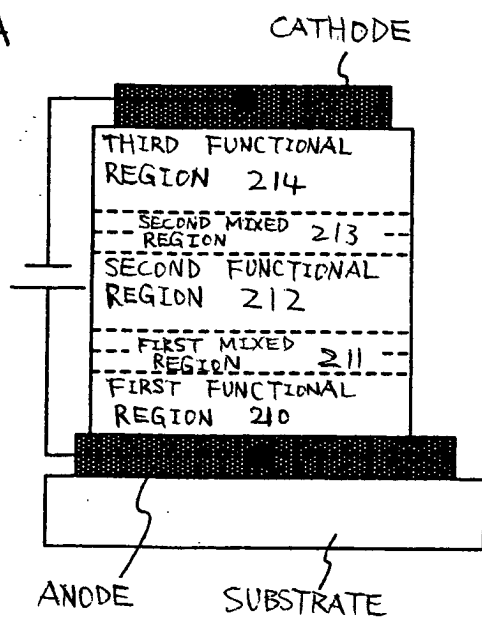 A
CATHODE
THIRD FUNCTIONAL
REGION 214
SECOND MIXED
REGION 213
SECOND FUNCTIONAL
REGION 212
FIRST MIXED
REGION 211
FIRST FUNCTIONAL
REGION 210
ANODE
SUBSTRATE